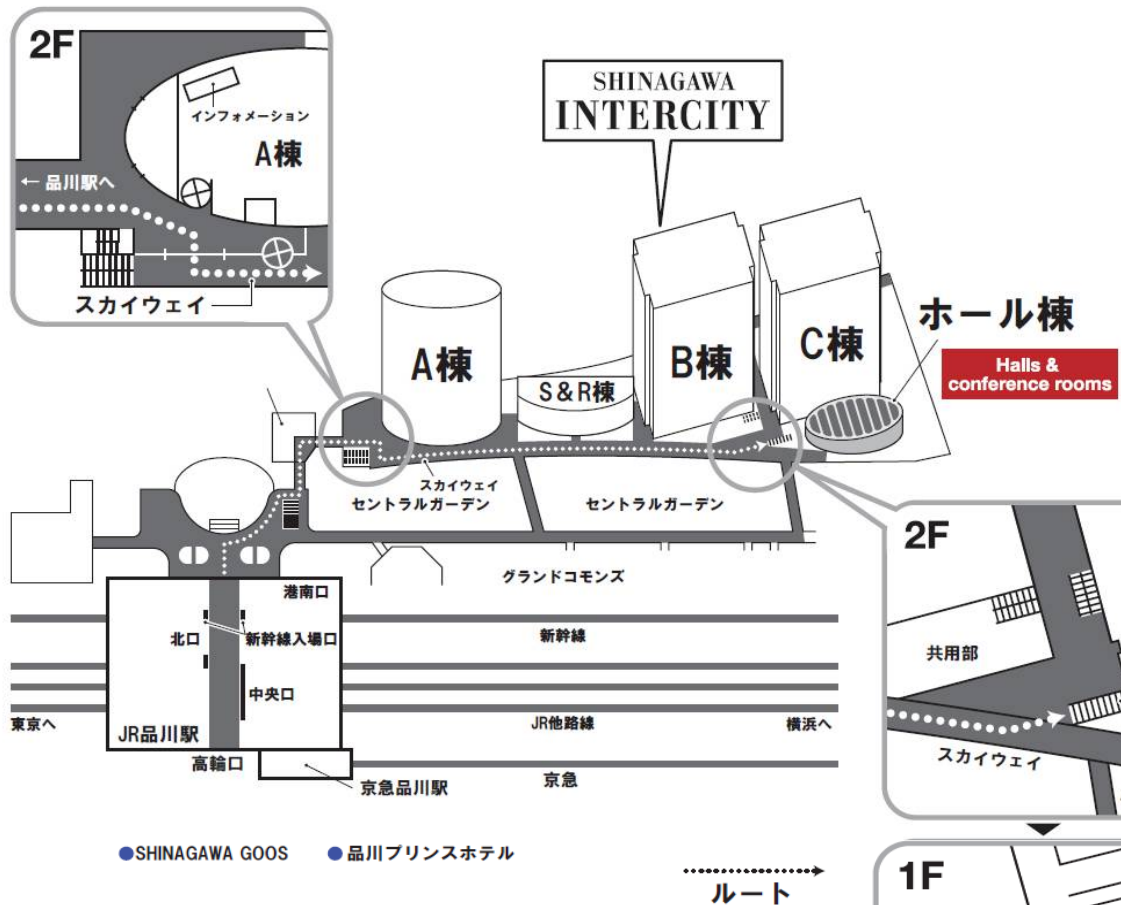 2F
インフォメーション
A棟
← 品川駅へ
スカイウェイ
SHINAGAWA
INTERCITY
A棟
S&R棟
B棟
C棟
ホール棟
Halls &
conference rooms
スカイウェイ
セントラルガーデン
セントラルガーデン
グランドコモンズ
港南口
北口
新幹線入場口
中央口
JR品川駅
高輪口
京急品川駅
新幹線
東京へ
JR他路線
横浜へ
京急
2F
共用部
スカイウェイ
1F
●SHINAGAWA GOOS
●品川プリンスホテル
ルート